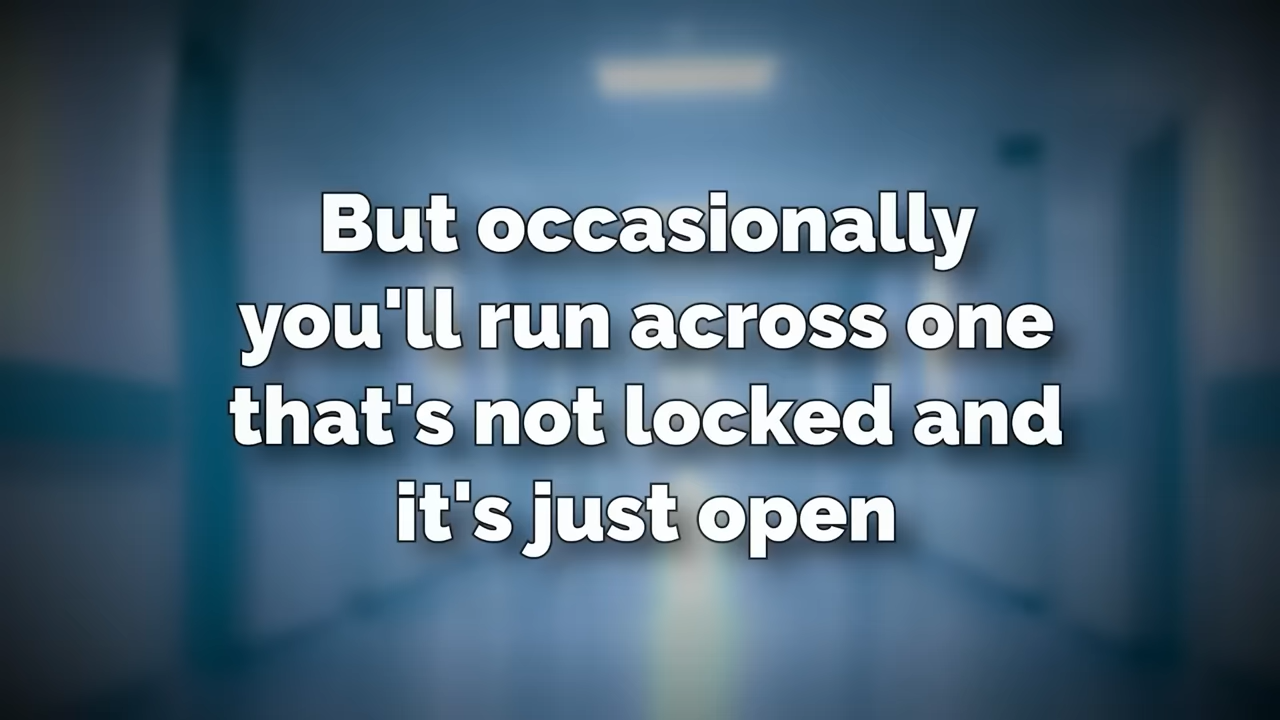 But occasionally
you'll run across one
that's not locked and
it's just open